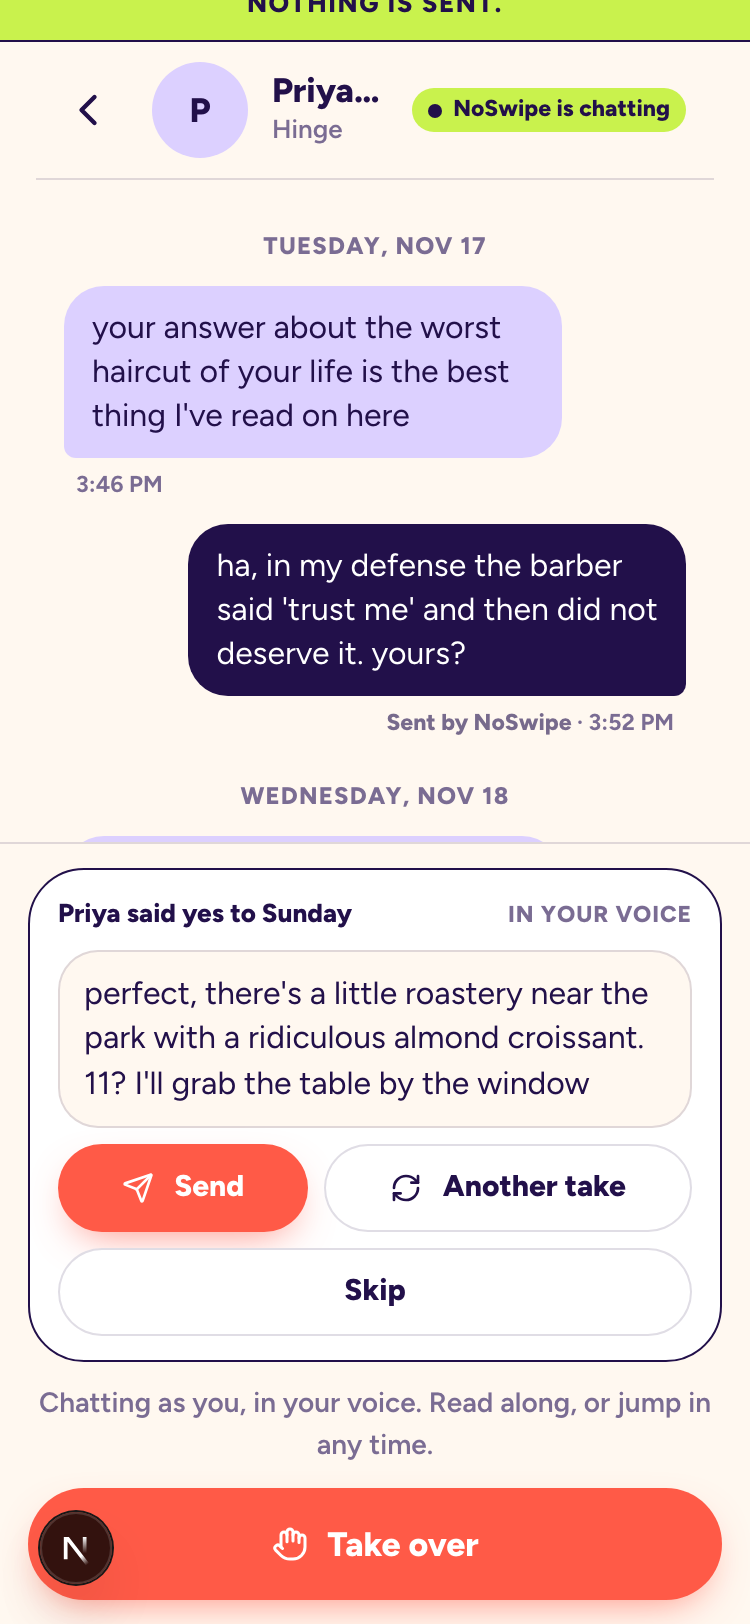 NOTHING IS SENT.
P
Priya...
Hinge
NoSwipe is chatting
TUESDAY, NOV 17
your answer about the worst
haircut of your life is the best
thing I've read on here
3:46 PM
ha, in my defense the barber
said 'trust me' and then did not
deserve it. yours?
Sent by NoSwipe · 3:52 PM
WEDNESDAY, NOV 18
Priya said yes to Sunday
IN YOUR VOICE
perfect, there's a little roastery near the
park with a ridiculous almond croissant.
11? I'll grab the table by the window
Send
Another take
Skip
Chatting as you, in your voice. Read along, or jump in
any time.
N
Take over